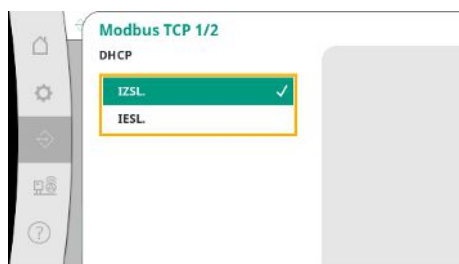 Modbus TCP 1/2
DHCP
IZSL.
IESL.